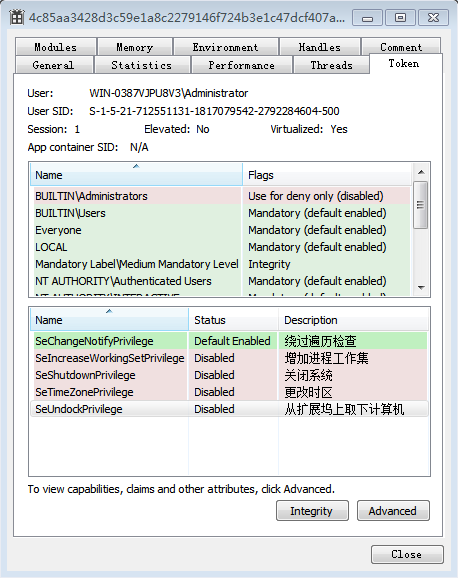 4c85aa3428d3c59e1a8c2279146f724b3e1c47dcf407a...
Modules Memory Environment Handles Comment
General Statistics Performance Threads Token
User: WIN-0387VJPU8V3\Administrator
User SID: S-1-5-21-712551131-1817079542-2792284604-500
Session: 1 Elevated: No Virtualized: Yes
App container SID: N/A
Name Flags
BUILTIN\Administrators Use for deny only (disabled)
BUILTIN\Users Mandatory (default enabled)
Everyone Mandatory (default enabled)
LOCAL Mandatory (default enabled)
Mandatory Label\Medium Mandatory Level Integrity
NT AUTHORITY\Authenticated Users Mandatory (default enabled)
NT AUTHORITY\INTERACTIVE Mandatory (default enabled)
Name Status Description
SeChangeNotifyPrivilege Default Enabled 绕过遍历检查
SeIncreaseWorkingSetPrivilege Disabled 增加进程工作集
SeShutdownPrivilege Disabled 关闭系统
SeTimeZonePrivilege Disabled 更改时区
SeUndockPrivilege Disabled 从扩展坞上取下计算机
To view capabilities, claims and other attributes, click Advanced.
Integrity Advanced
Close